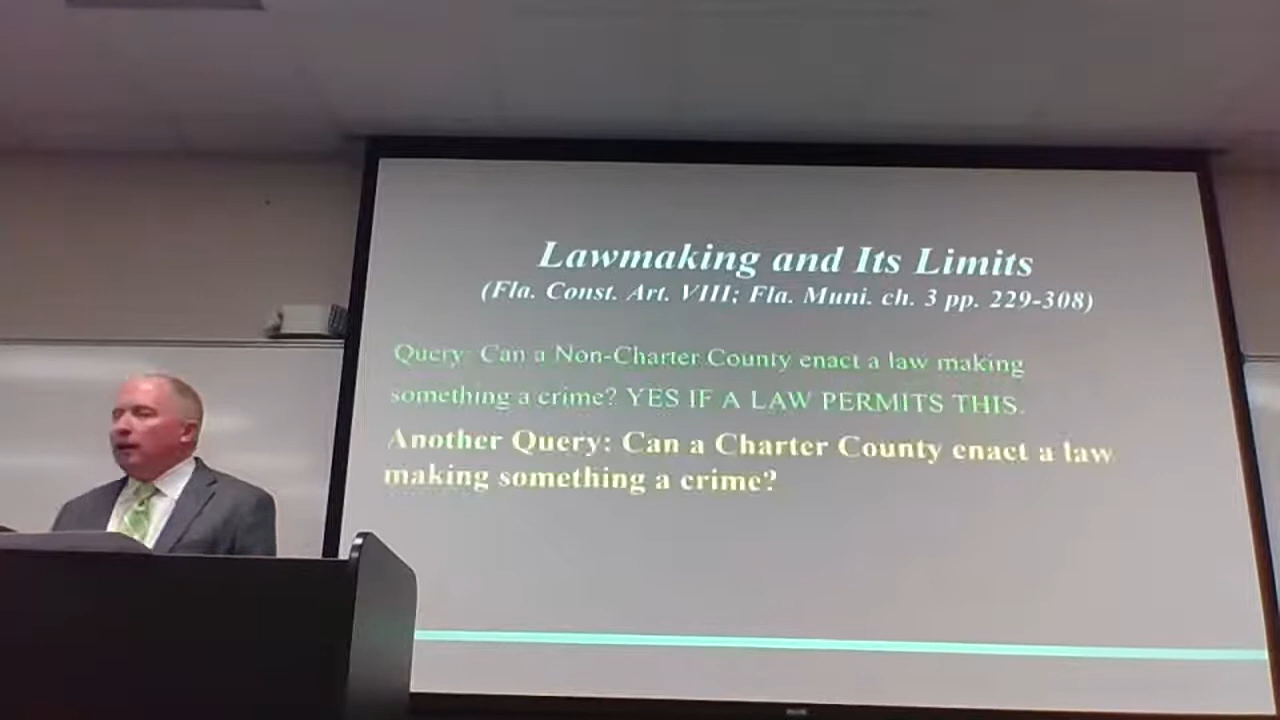 Lawmaking and Its Limits
(Fla. Const. Art. VIII; Fla. Muni. ch. 3 pp. 229-308)
Query: Can a Non-Charter County enact a law making
something a crime? YES IF A LAW PERMITS THIS.
Another Query: Can a Charter County enact a law
making something a crime?